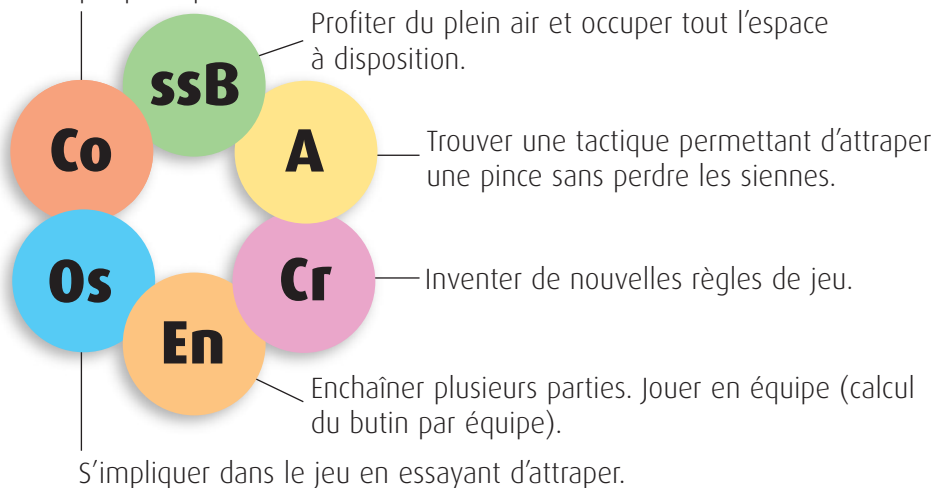 Profiter du plein air et occuper tout l'espace
à disposition.
ssB
Co
A
Trouver une tactique permettant d'attraper
une pince sans perdre les siennes.
Os
Cr
Inventer de nouvelles règles de jeu.
En
Enchaîner plusieurs parties. Jouer en équipe (calcul
du butin par équipe).
S'impliquer dans le jeu en essayant d'attraper.